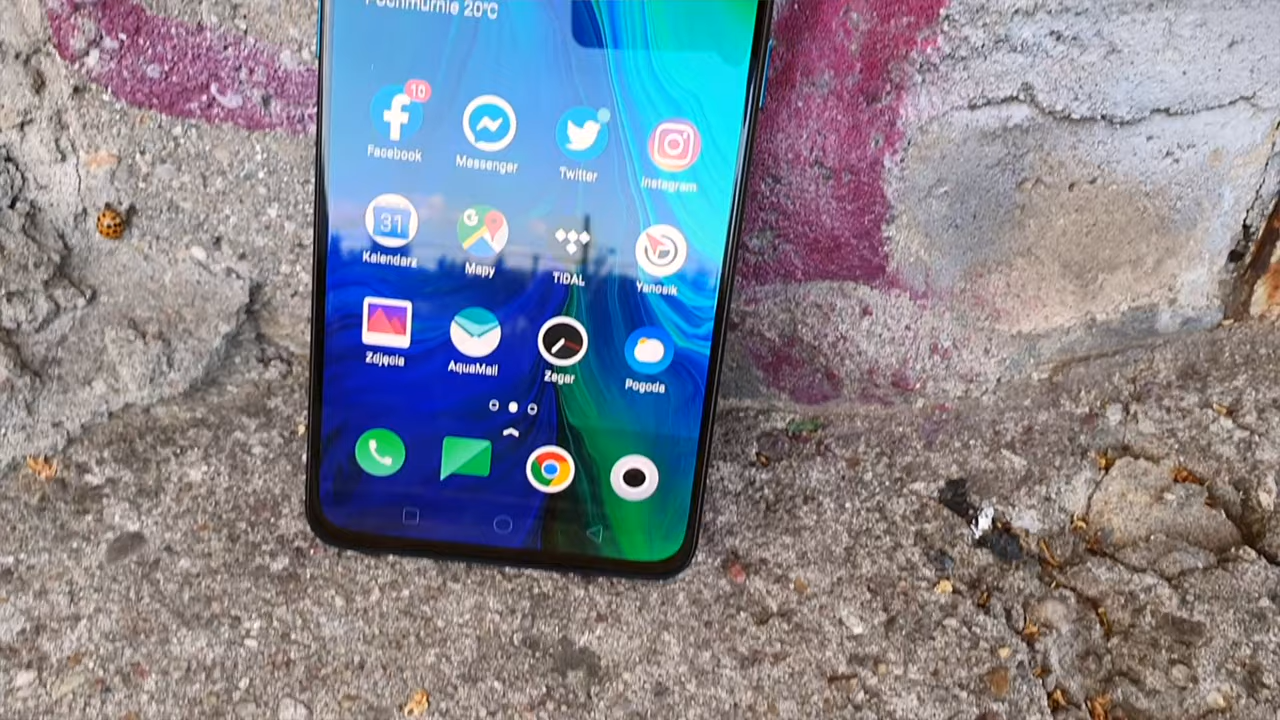 Pochmurnie 20°C
10
Facebook
Messenger
Twitter
Instagram
31
G
Kalendarz
Mapy
TIDAL
Yanosik
Zdjęcia
AquaMail
Zegar
Pogoda